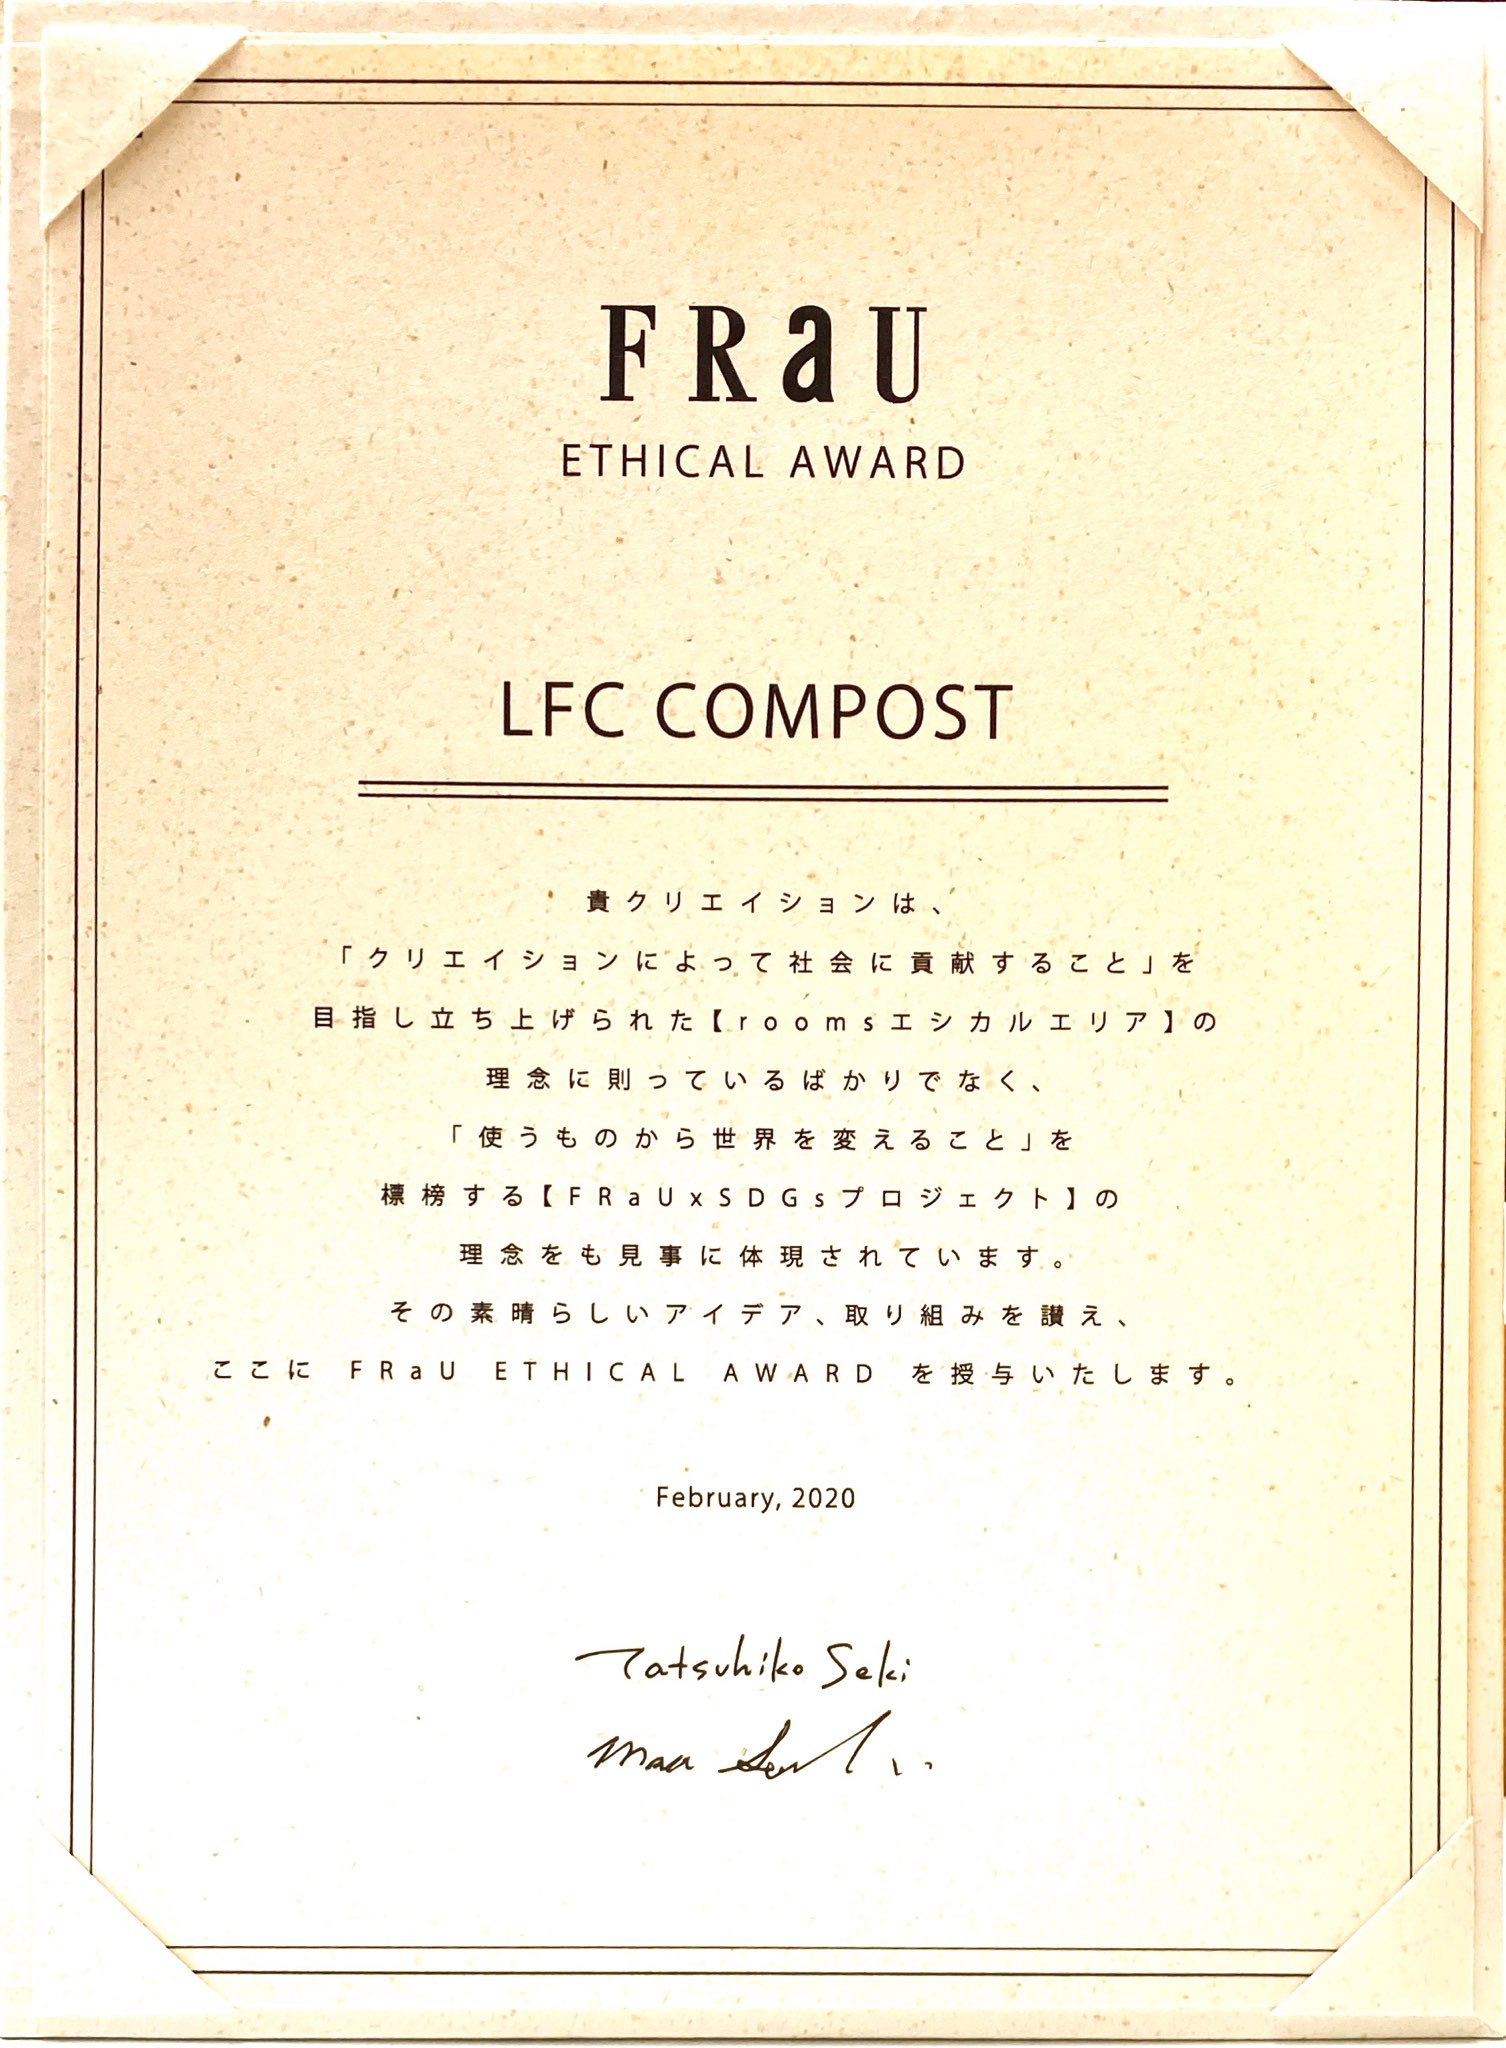 FRaU
ETHICAL AWARD
LFC COMPOST
貴クリエイションは、
「クリエイションによって社会に貢献すること」を
目指し立ち上げられた【roomsエシカルエリア】の
理念に則っているばかりでなく、
「使うものから世界を変えること」を
標榜する【FRaUxSDGsプロジェクト】の
理念をも見事に体現されています。
その素晴らしいアイデア、取り組みを讃え、
ここに FRaU ETHICAL AWARD を授与いたします。
February, 2020
Tatsuhiko Seki